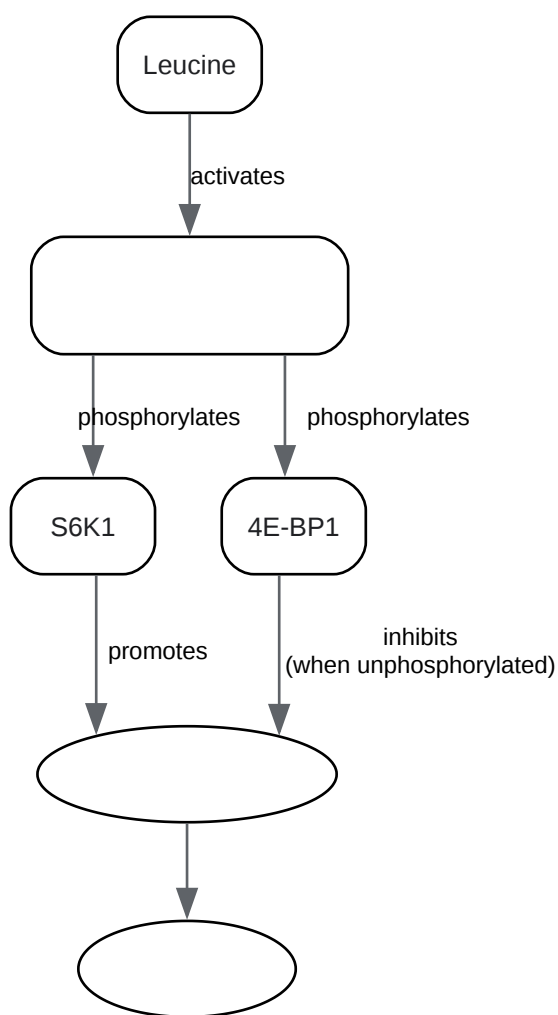 Leucine
activates
phosphorylates
phosphorylates
S6K1
4E-BP1
promotes
inhibits
(when unphosphorylated)